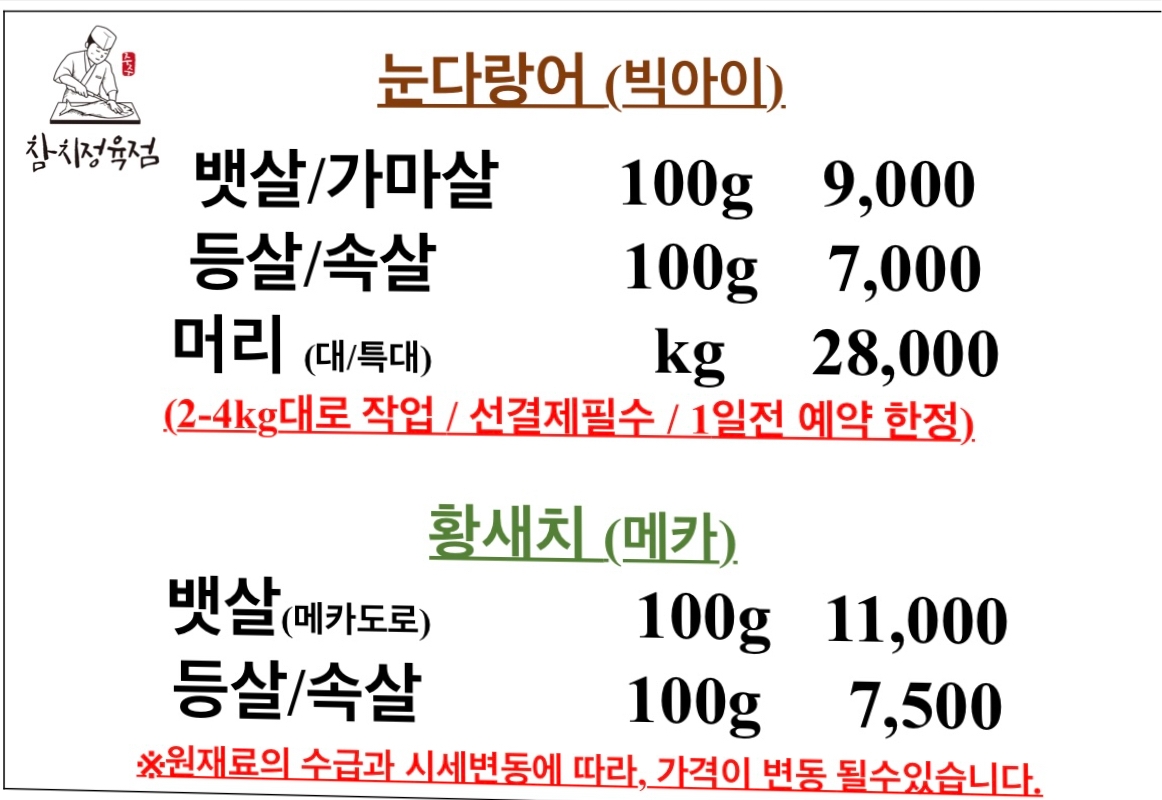 참치정육점
눈다랑어 (빅아이)
뱃살/가마살 100g 9,000
등살/속살 100g 7,000
머리 (대/특대) kg 28,000
(2-4kg대로 작업 / 선결제필수 / 1일전 예약 한정)
황새치 (메카)
뱃살(메카도로) 100g 11,000
등살/속살 100g 7,500
※원재료의 수급과 시세변동에 따라, 가격이 변동 될수있습니다.